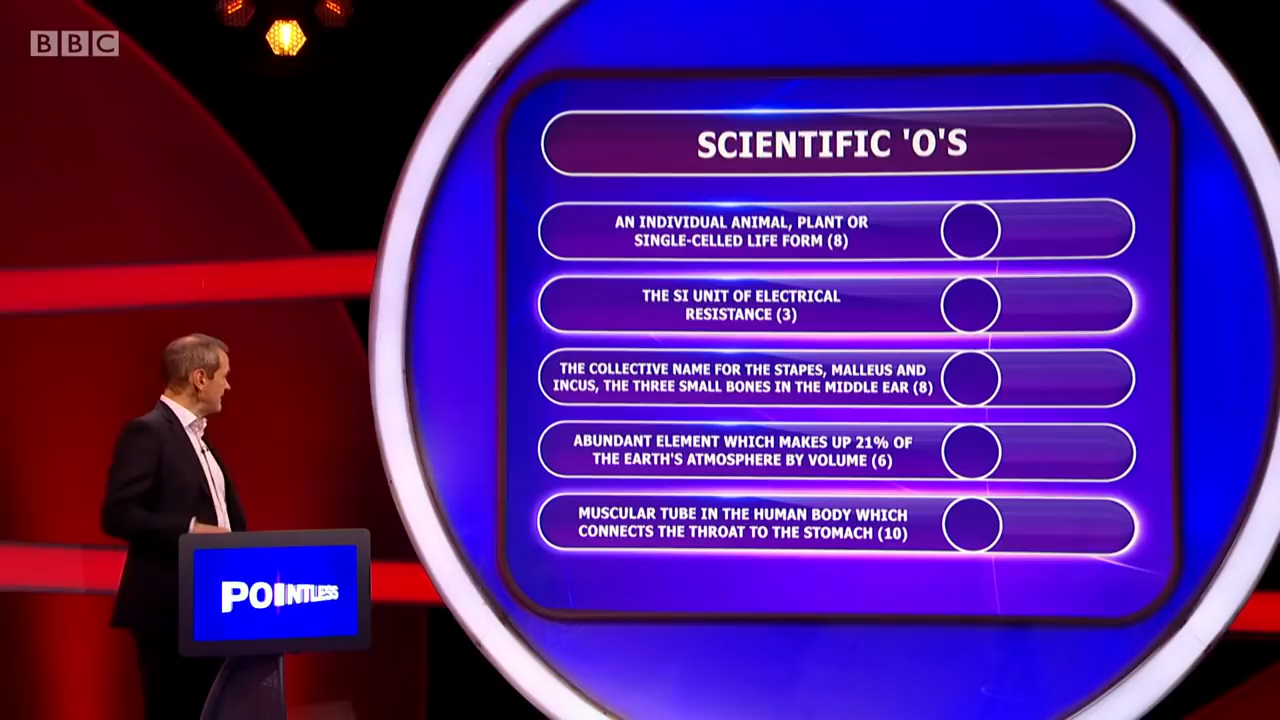 BBC
SCIENTIFIC 'O'S
AN INDIVIDUAL ANIMAL, PLANT OR
SINGLE-CELLED LIFE FORM (8)
THE SI UNIT OF ELECTRICAL
RESISTANCE (3)
THE COLLECTIVE NAME FOR THE STAPES, MALLEUS AND
INCUS, THE THREE SMALL BONES IN THE MIDDLE EAR (8)
ABUNDANT ELEMENT WHICH MAKES UP 21% OF
THE EARTH'S ATMOSPHERE BY VOLUME (6)
MUSCULAR TUBE IN THE HUMAN BODY WHICH
CONNECTS THE THROAT TO THE STOMACH (10)
POINTLESS